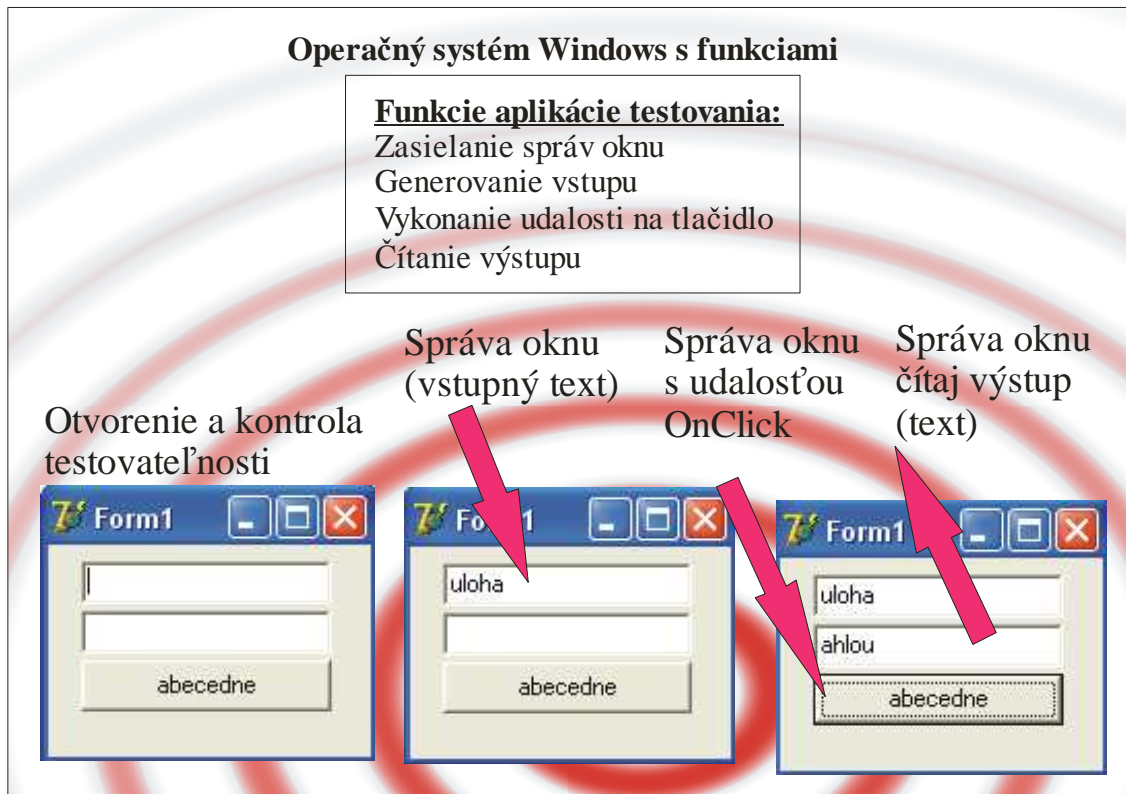 Operačný systém Windows s funkciami
Funkcie aplikácie testovania:
Zasielanie správ oknu
Generovanie vstupu
Vykonanie udalosti na tlačidlo
Čítanie výstupu
Otvorenie a kontrola
testovateľnosti
Správa oknu
(vstupný text)
Správa oknu
s udalosťou
OnClick
Správa oknu
čítaj výstup
(text)
Form1
abecedne
Form1
uloha
abecedne
Form1
uloha
ahlou
abecedne